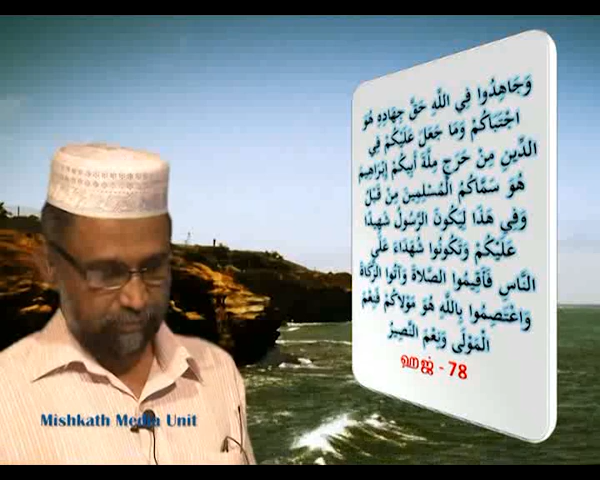 وَجَاهِدُوا فِي اللَّهِ حَقَّ جِهَادِهِ هُوَ
اجْتَبَاكُمْ وَمَا جَعَلَ عَلَيْكُمْ فِي
الدِّينِ مِنْ حَرَجٍ مِلَّةَ أَبِيكُمْ إِبْرَاهِيمَ
هُوَ سَمَّاكُمُ الْمُسْلِمِينَ مِنْ قَبْلُ
وَفِي هَذَا لِيَكُونَ الرَّسُولُ شَهِيدًا
عَلَيْكُمْ وَتَكُونُوا شُهَدَاءَ عَلَى
النَّاسِ فَأَقِيمُوا الصَّلَاةَ وَآتُوا الزَّكَاةَ
وَاعْتَصِمُوا بِاللَّهِ هُوَ مَوْلَاكُمْ فَنِعْمَ
الْمَوْلَى وَنِعْمَ النَّصِيرُ
ஹஜ் - 78
Mishkath Media Unit